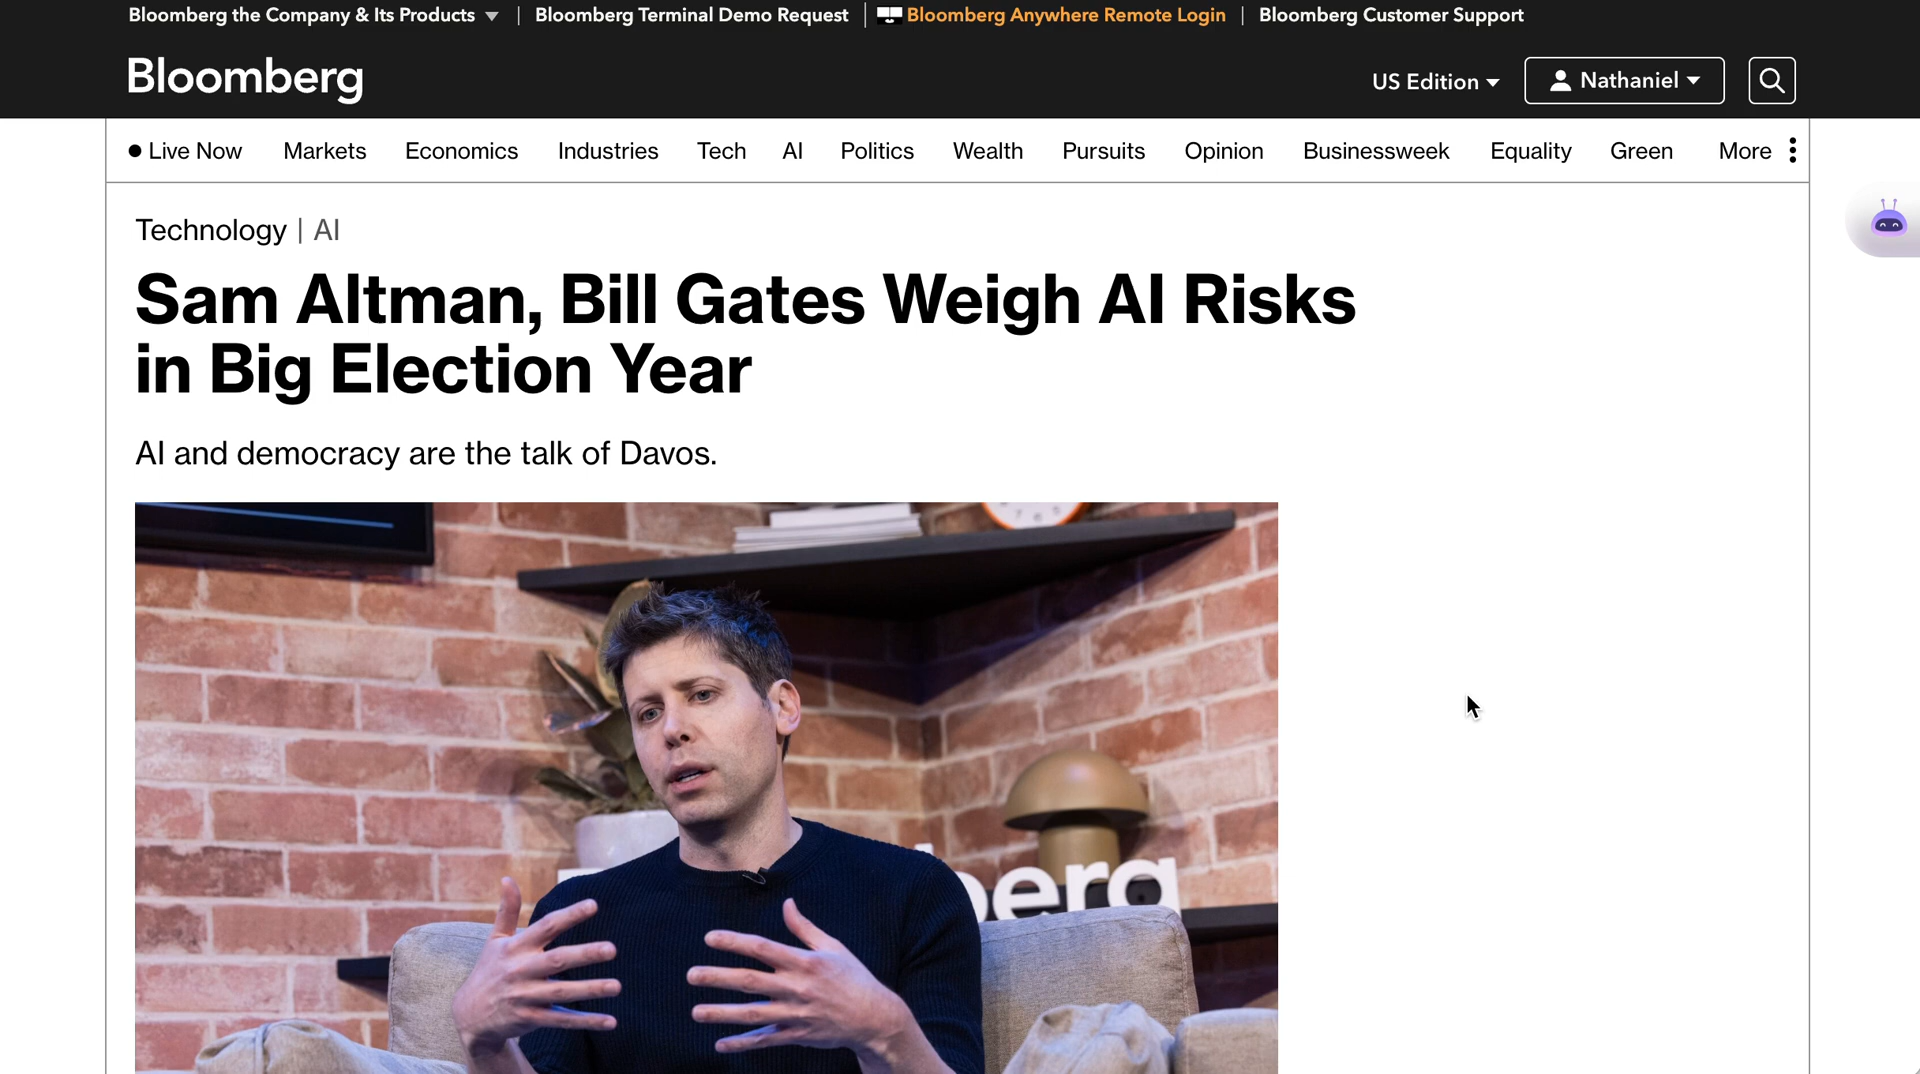 Bloomberg the Company & Its Products
Bloomberg Terminal Demo Request
Bloomberg Anywhere Remote Login
Bloomberg Customer Support
Bloomberg
US Edition
Nathaniel
Live Now
Markets
Economics
Industries
Tech
AI
Politics
Wealth
Pursuits
Opinion
Businessweek
Equality
Green
More
Technology | AI
Sam Altman, Bill Gates Weigh AI Risks
in Big Election Year
AI and democracy are the talk of Davos.
berg